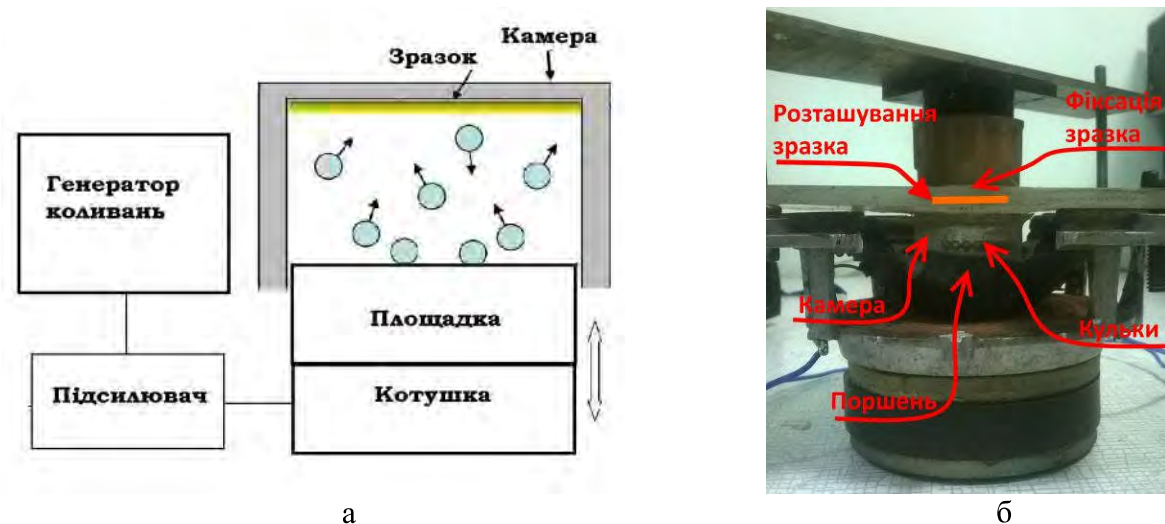 Камера
Зразок
Генератор
коливань
Площадка
Підсилювач
Котушка
а
Розташування
зразка
Фіксація
зразка
Камера
Кульки
Поршень
б